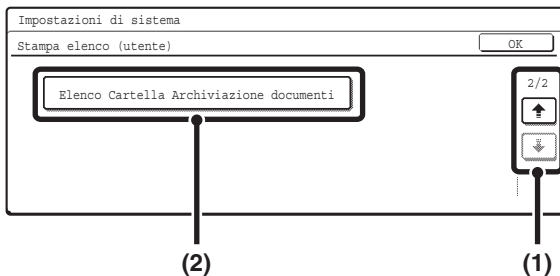 Impostazioni di sistema
Stampa elenco (utente)
OK
Elenco Cartella Archiviazione documenti
2/2
(2)
(1)